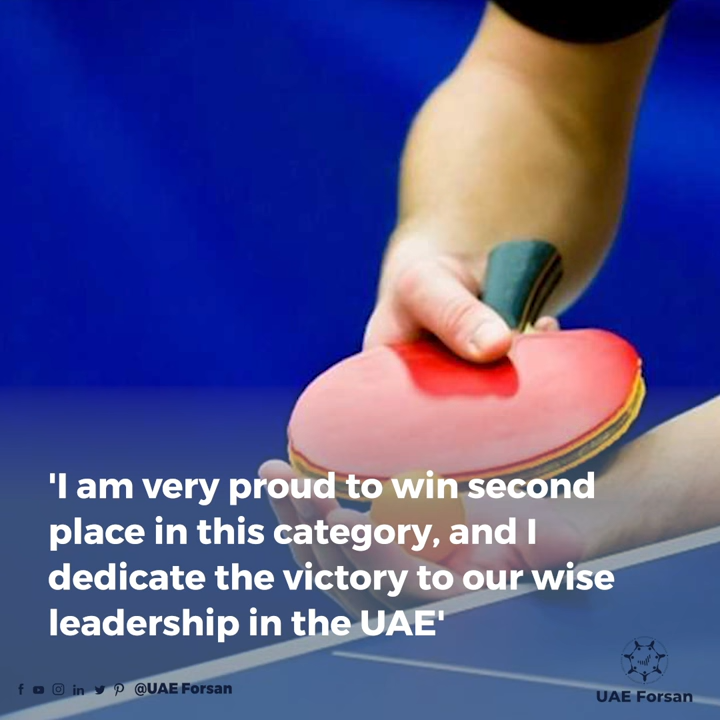 'I am very proud to win second
place in this category, and I
dedicate the victory to our wise
leadership in the UAE'
@UAE Forsan
UAE Forsan